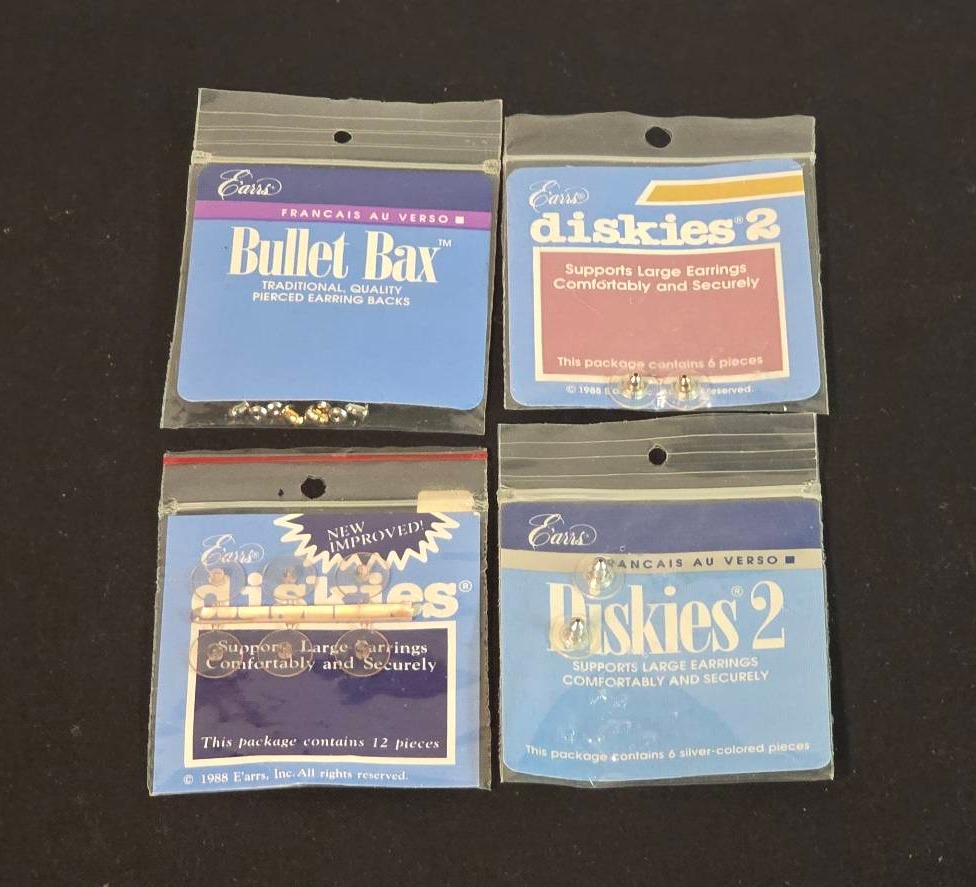 E'arrs
FRANCAIS AU VERSO
Bullet Bax™
TRADITIONAL, QUALITY
PIERCED EARRING BACKS
E'arrs®
diskies® 2
Supports Large Earrings
Comfortably and Securely
This package contains 6 pieces
© 1988 E'a reserved.
NEW
IMPROVED!
E'arrs®
diskies®
Supports Large Earrings
Comfortably and Securely
This package contains 12 pieces
© 1988 E'arrs, Inc. All rights reserved.
E'arrs
FRANCAIS AU VERSO
Diskies® 2
SUPPORTS LARGE EARRINGS
COMFORTABLY AND SECURELY
This package contains 6 silver-colored pieces